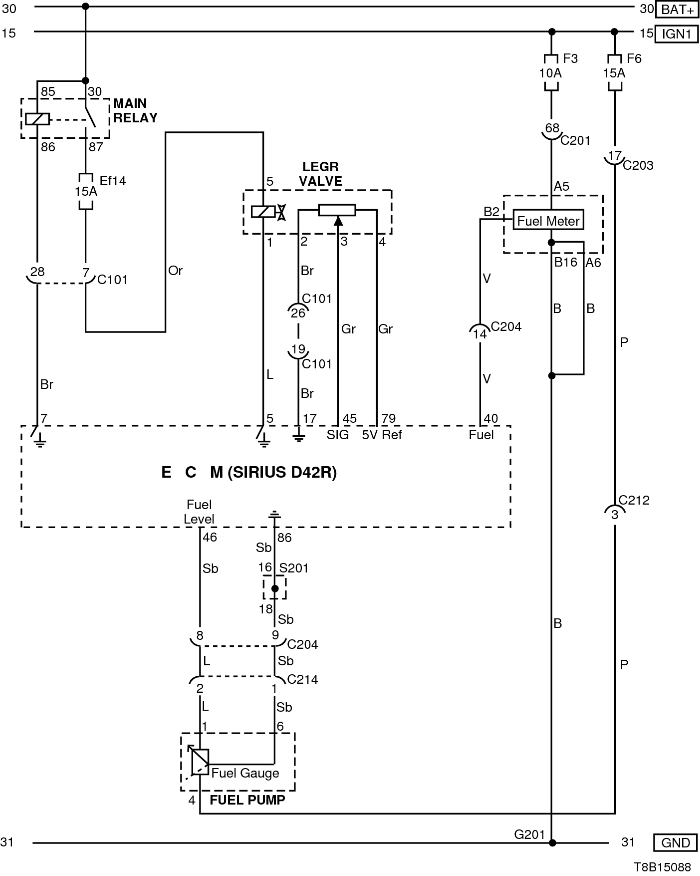 30 30 BAT+
15 15 IGN1
F3 F6
10A 15A
85 30 MAIN
RELAY
68
C201
86 87
17
C203
LEGR
VALVE
Ef14
15A
5
A5
B2
Fuel Meter
1 2 3 4
B16 A6
28 7 C101
Or
Br
V
C101
26
B B
14 C204
19
C101
Gr Gr
P
L
V
Br
Br
7 5 17 45 79 40
SIG 5V Ref Fuel
E C M (SIRIUS D42R)
Fuel
Level
C212
3
46 86
Sb
Sb
16 S201
18
Sb
B
8 9
C204
L Sb
C214
2 1
P
L Sb
1 6
Fuel Gauge
4 FUEL PUMP
G201
31 31 GND
T8B15088